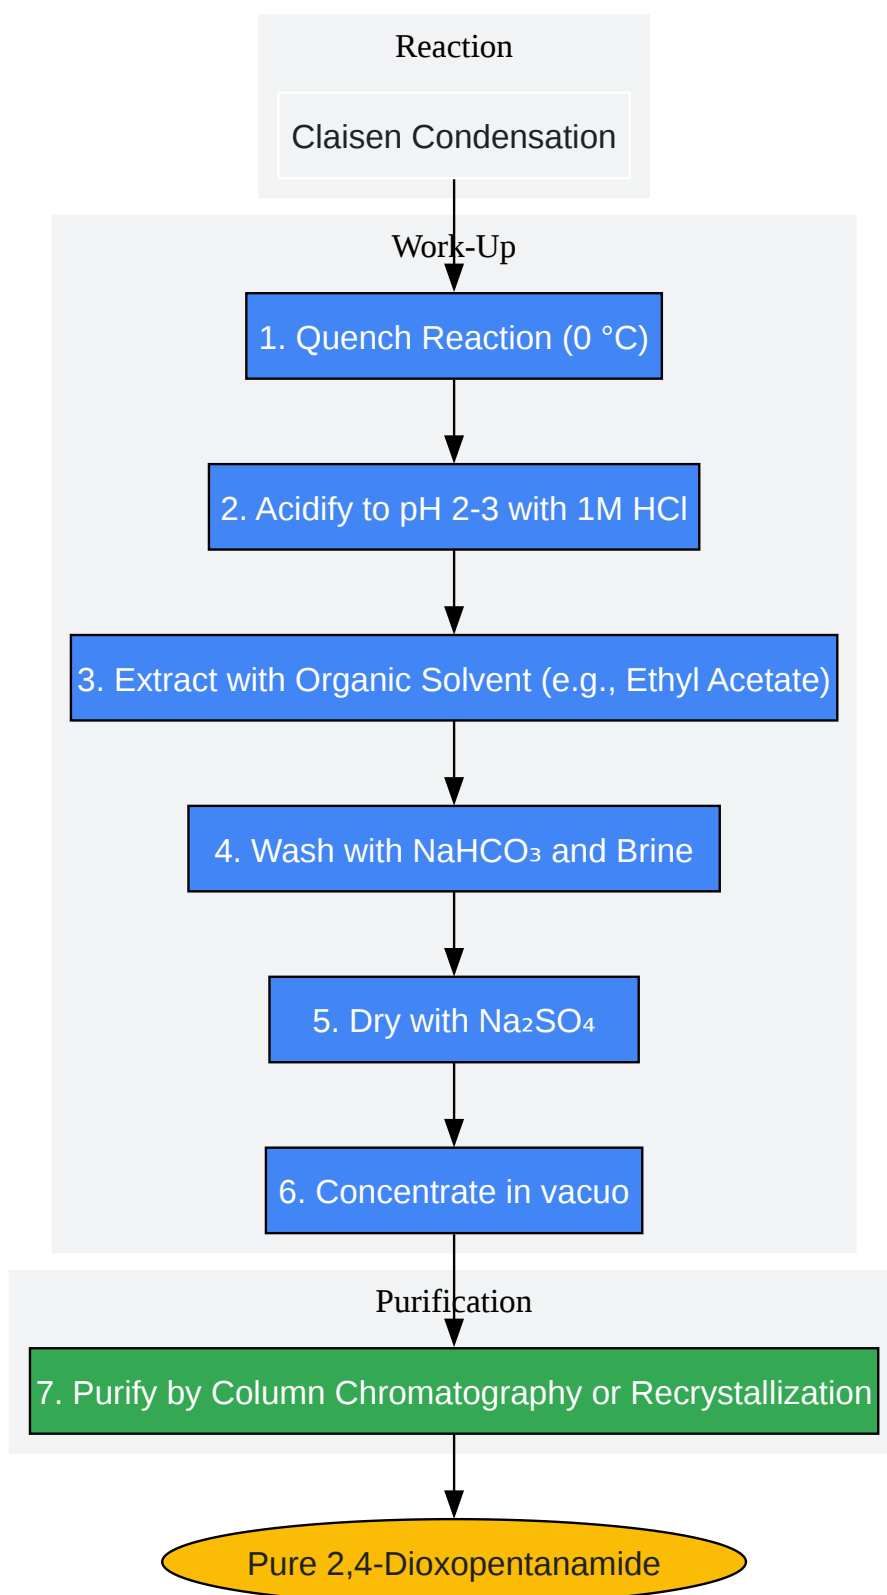 Reaction
Claisen Condensation
Work-Up
1. Quench Reaction (0 °C)
2. Acidify to pH 2-3 with 1M HCl
3. Extract with Organic Solvent (e.g., Ethyl Acetate)
4. Wash with NaHCO₃ and Brine
5. Dry with Na₂SO₄
6. Concentrate in vacuo
Purification
7. Purify by Column Chromatography or Recrystallization
Pure 2,4-Dioxopentanamide